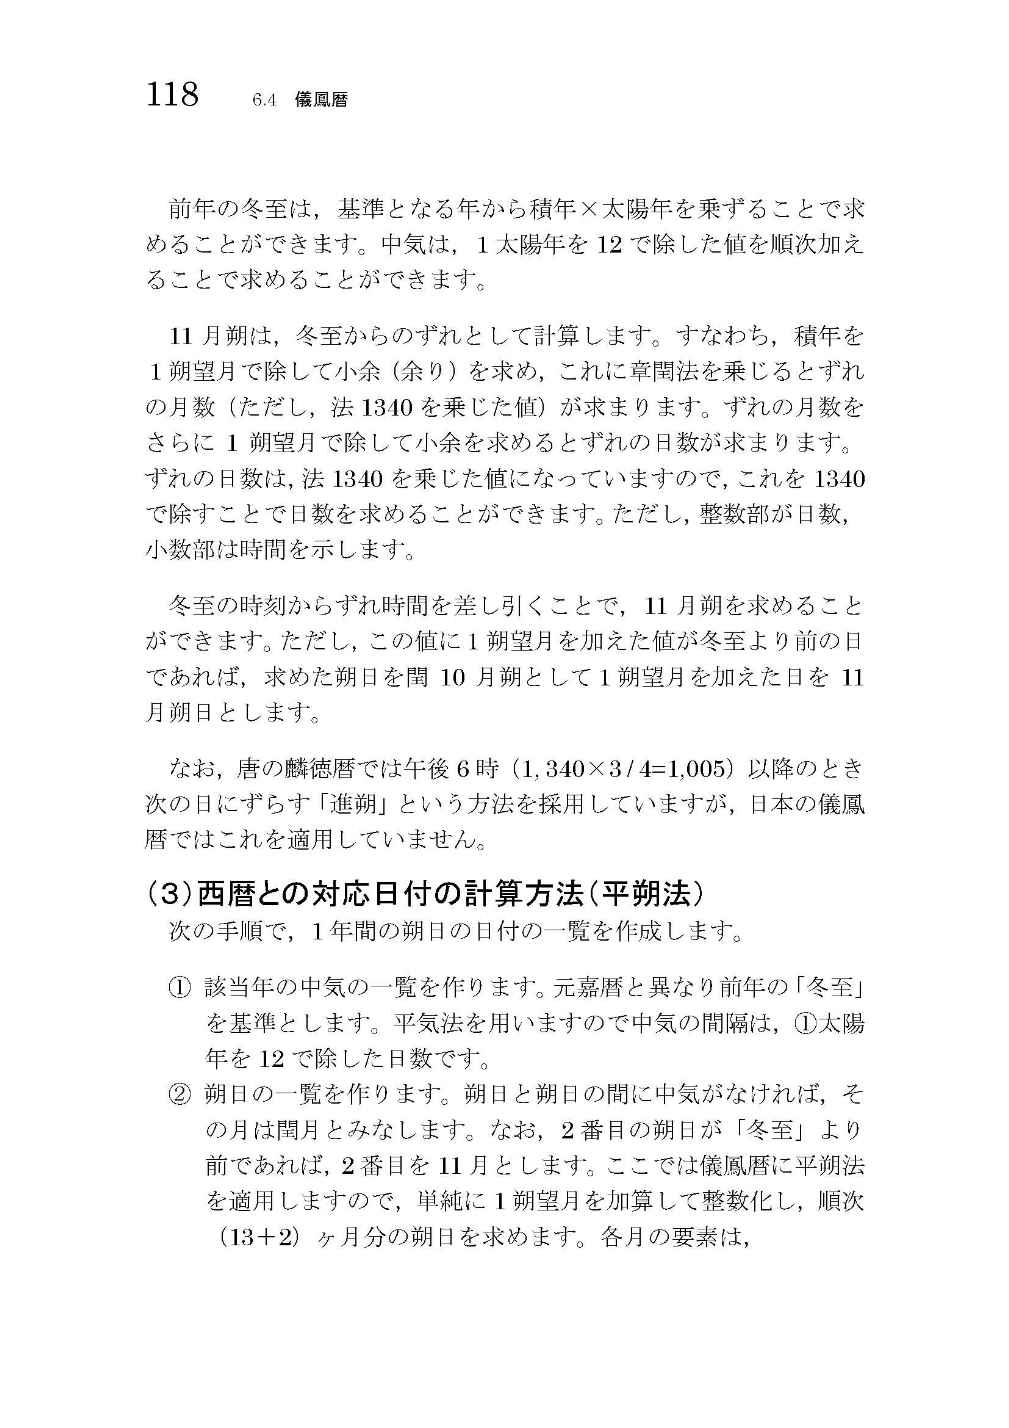 118　6.4　儀鳳暦
前年の冬至は，基準となる年から積年×太陽年を乗ずることで求
めることができます。中気は，1 太陽年を 12 で除した値を順次加え
ることで求めることができます。
11 月朔は，冬至からのずれとして計算します。すなわち，積年を
1 朔望月で除して小余（余り）を求め，これに章閏法を乗じるとずれ
の月数（ただし，法 1340 を乗じた値）が求まります。ずれの月数を
さらに 1 朔望月で除して小余を求めるとずれの日数が求まります。
ずれの日数は，法 1340 を乗じた値になっていますので，これを 1340
で除すことで日数を求めることができます。ただし，整数部が日数，
小数部は時間を示します。
冬至の時刻からずれ時間を差し引くことで，11 月朔を求めること
ができます。ただし，この値に 1 朔望月を加えた値が冬至より前の日
であれば，求めた朔日を閏 10 月朔として 1 朔望月を加えた日を 11
月朔日とします。
なお，唐の麟徳暦では午後 6 時（1, 340×3 / 4=1,005）以降のとき
次の日にずらす「進朔」という方法を採用していますが，日本の儀鳳
暦ではこれを適用していません。
（３）西暦との対応日付の計算方法（平朔法）
次の手順で，1 年間の朔日の日付の一覧を作成します。
① 該当年の中気の一覧を作ります。元嘉暦と異なり前年の「冬至」
を基準とします。平気法を用いますので中気の間隔は，①太陽
年を 12 で除した日数です。
② 朔日の一覧を作ります。朔日と朔日の間に中気がなければ，そ
の月は閏月とみなします。なお，2 番目の朔日が「冬至」より
前であれば，2 番目を 11 月とします。ここでは儀鳳暦に平朔法
を適用しますので，単純に 1 朔望月を加算して整数化し，順次
（13＋2）ヶ月分の朔日を求めます。各月の要素は，